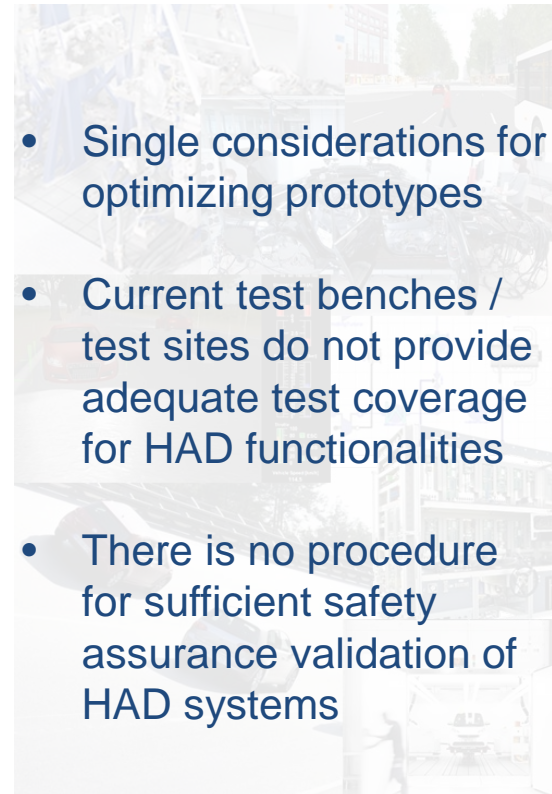 • Single considerations for
optimizing prototypes
• Current test benches /
test sites do not provide
adequate test coverage
for HAD functionalities
• There is no procedure
for sufficient safety
assurance validation of
HAD systems